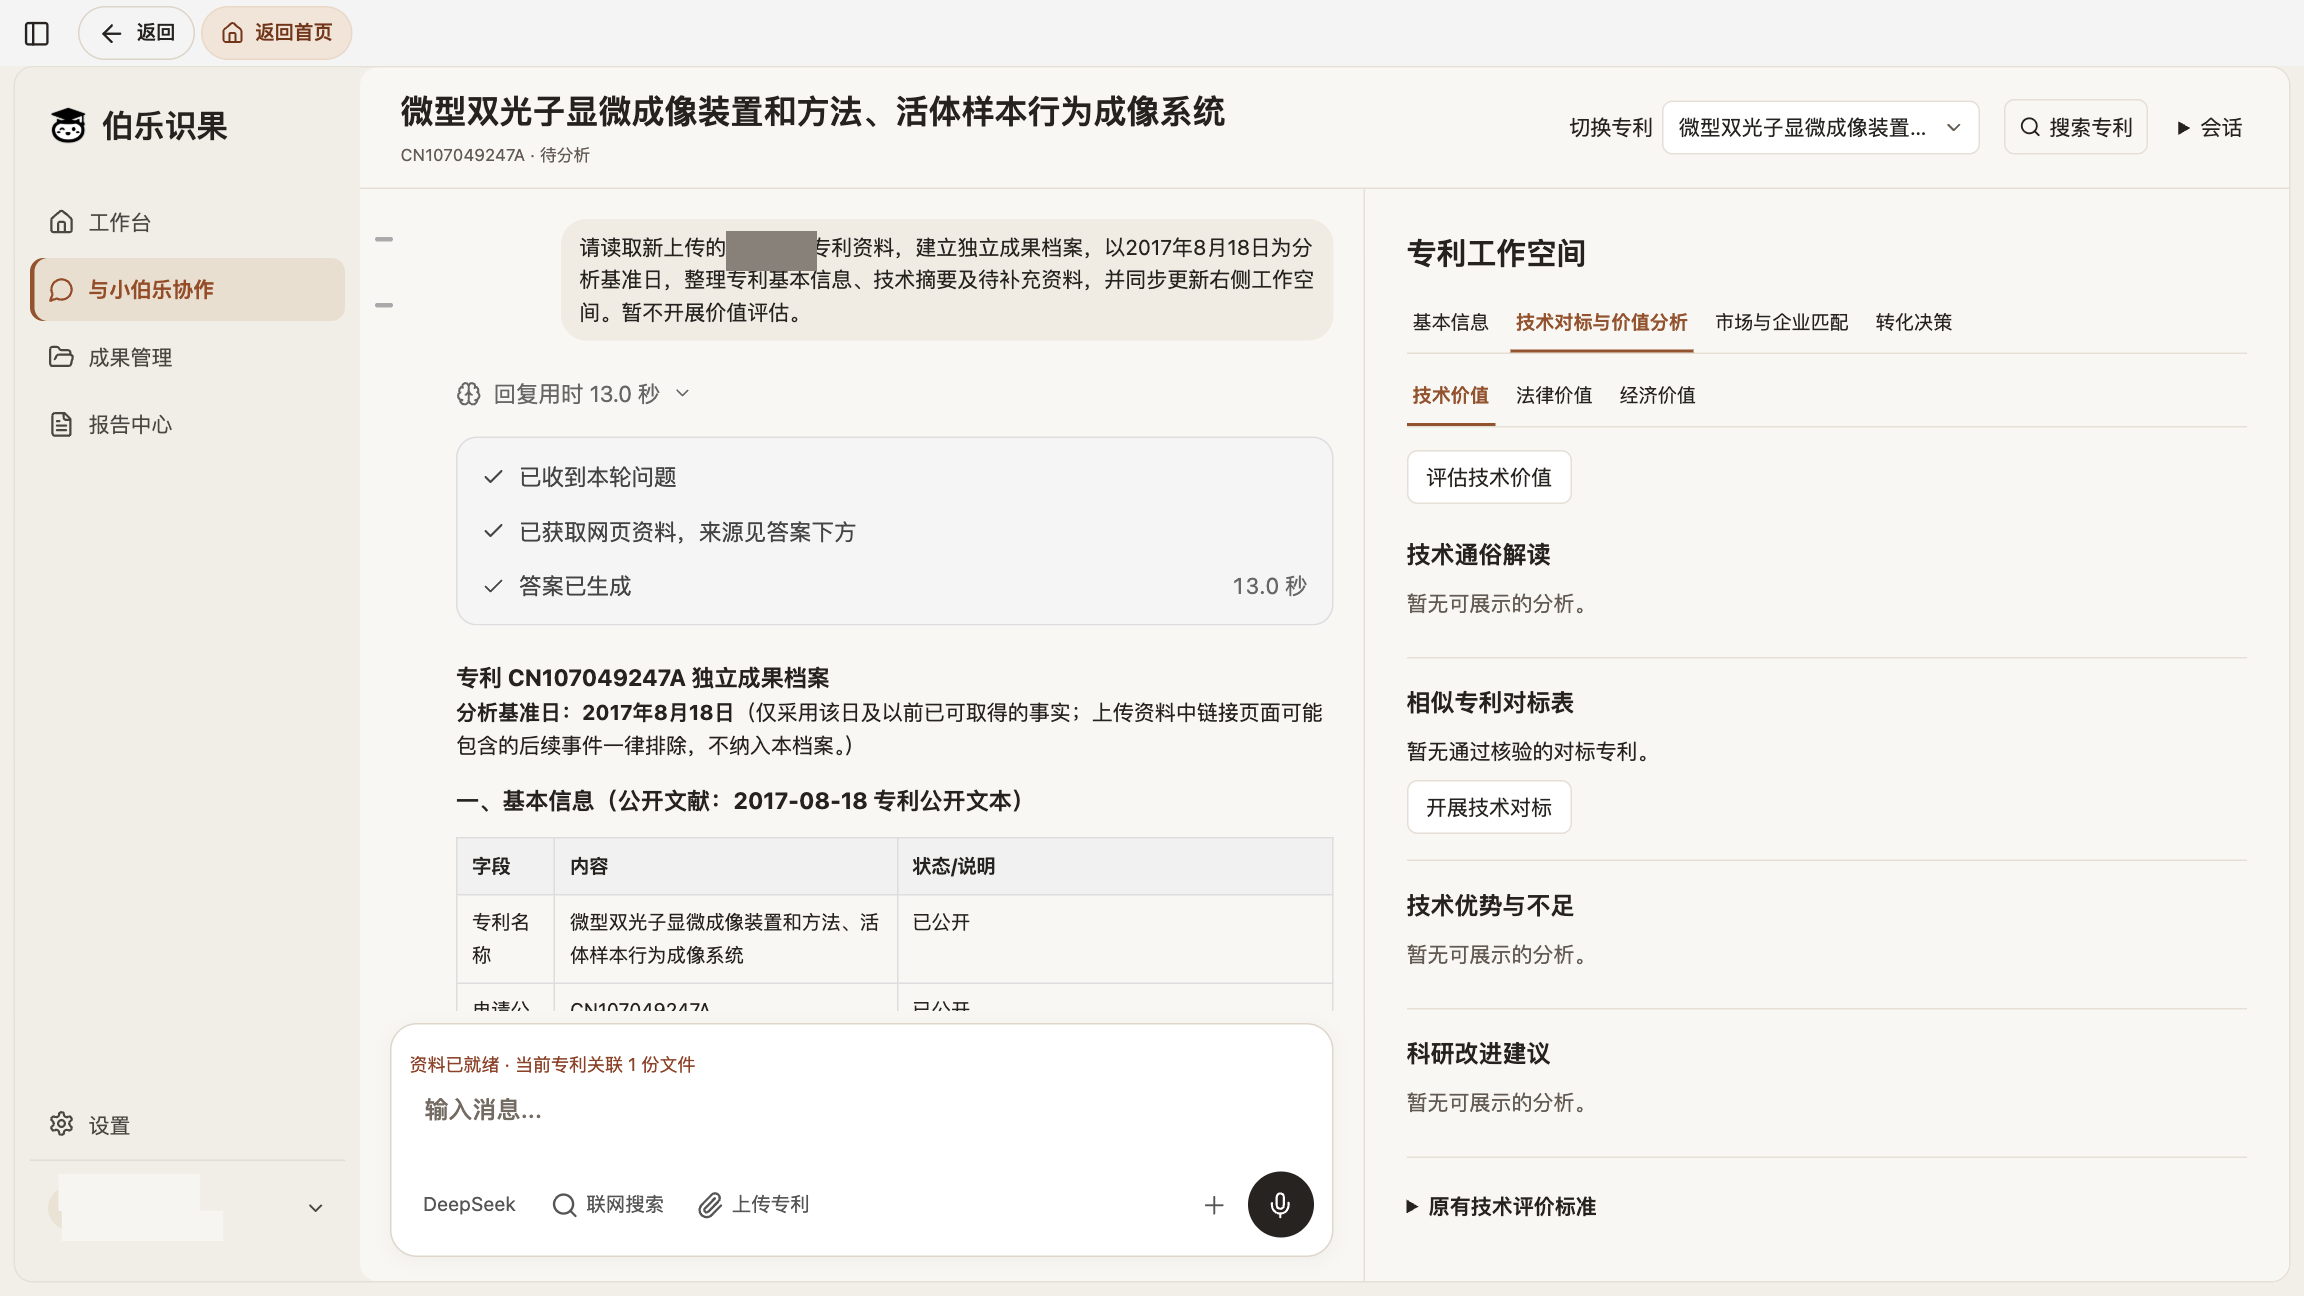 返回
返回首页
伯乐识果
工作台
与小伯乐协作
成果管理
报告中心
设置
微型双光子显微成像装置和方法、活体样本行为成像系统
CN107049247A · 待分析
切换专利
微型双光子显微成像装置...
搜索专利
▶ 会话
请读取新上传的 专利资料，建立独立成果档案，以2017年8月18日为分
析基准日，整理专利基本信息、技术摘要及待补充资料，并同步更新右侧工作空
间。暂不开展价值评估。
回复用时 13.0 秒
已收到本轮问题
已获取网页资料，来源见答案下方
答案已生成
13.0 秒
专利 CN107049247A 独立成果档案
分析基准日：2017年8月18日（仅采用该日及以前已可取得的事实；上传资料中链接页面可能
包含的后续事件一律排除，不纳入本档案。）
一、基本信息（公开文献：2017-08-18 专利公开文本）
字段
内容
状态/说明
专利名
称
微型双光子显微成像装置和方法、活
体样本行为成像系统
已公开
申请公
CN107049247A
已公开
资料已就绪 · 当前专利关联 1 份文件
输入消息...
DeepSeek
联网搜索
上传专利
专利工作空间
基本信息
技术对标与价值分析
市场与企业匹配
转化决策
技术价值
法律价值
经济价值
评估技术价值
技术通俗解读
暂无可展示的分析。
相似专利对标表
暂无通过核验的对标专利。
开展技术对标
技术优势与不足
暂无可展示的分析。
科研改进建议
暂无可展示的分析。
▶ 原有技术评价标准